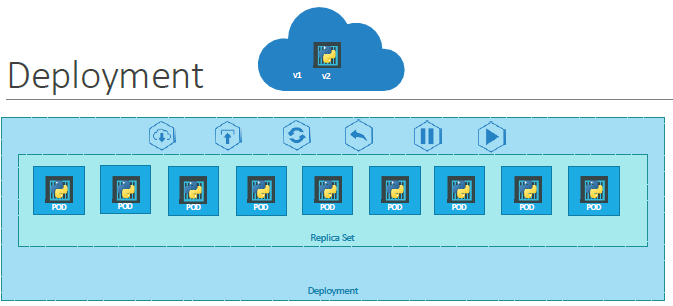 Deployment
v1 v2
POD POD POD POD POD POD POD POD POD
Replica Set
Deployment